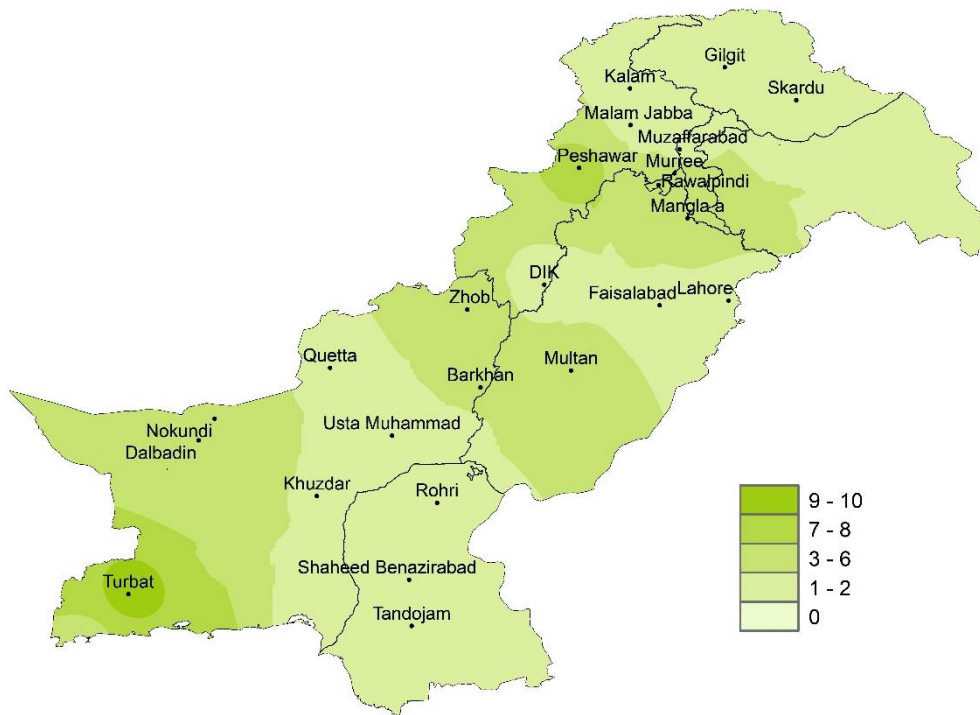 Gilgit
Kalam
Skardu
Malam Jabba
Muzaffarabad
Peshawar
Murree
Rawalpindi
Mangla a
DIK
Zhob
Faisalabad
Lahore
Quetta
Multan
Barkhan
Nokundi
Usta Muhammad
Dalbadin
Khuzdar
Rohri
9 - 10
7 - 8
3 - 6
1 - 2
0
Turbat
Shaheed Benazirabad
Tandojam